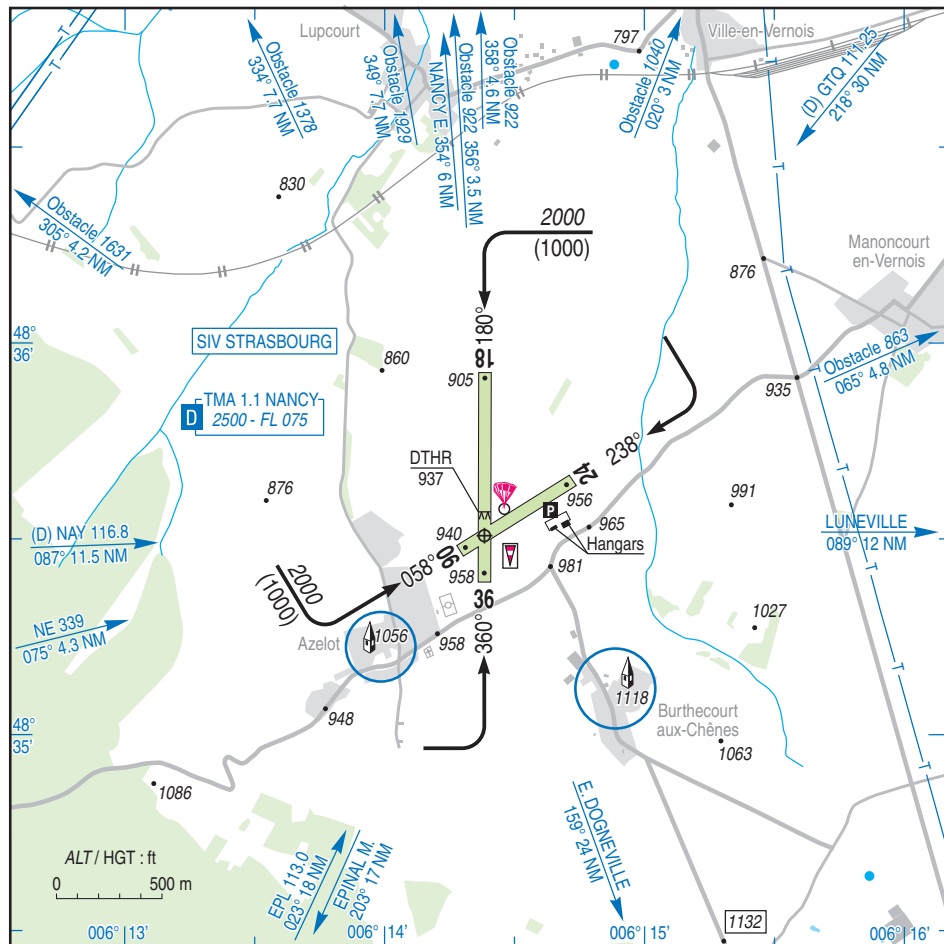 Lupcourt
797
Ville-en-Vernois
Obstacle 1378
334° 7.7 NM
Obstacle 1929
349° 7.7 NM
NANCY E. 354° 6 NM
Obstacle 922 356° 3.5 NM
Obstacle 922
358° 4.6 NM
Obstacle 1040
020° 3 NM
(D) GTQ 111.25
218° 30 NM
830
Obstacle 1631
305° 4.2 NM
2000
(1000)
Manoncourt
en-Vernois
876
180°
18
48°
36'
SIV STRASBOURG
860
905
Obstacle 863
065° 4.8 NM
935
D
TMA 1.1 NANCY
2500 - FL 075
DTHR
937
238°
24
956
876
991
P
965
940
Hangars
(D) NAY 116.8
087° 11.5 NM
LUNEVILLE
089° 12 NM
06
058°
958
981
2000
(1000)
36
360°
NE 339
075° 4.3 NM
1027
Azelot
1056
958
1118
948
Burthecourt
aux-Chênes
48°
35'
1063
1086
ALT / HGT : ft
0 500 m
EPL 113.0
023° 18 NM
EPINAL M.
203° 17 NM
E. DOGNEVILLE
159° 24 NM
1132
006° 13'
006° 14'
006° 15'
006° 16'
T
T
T
T
T
T
T
T